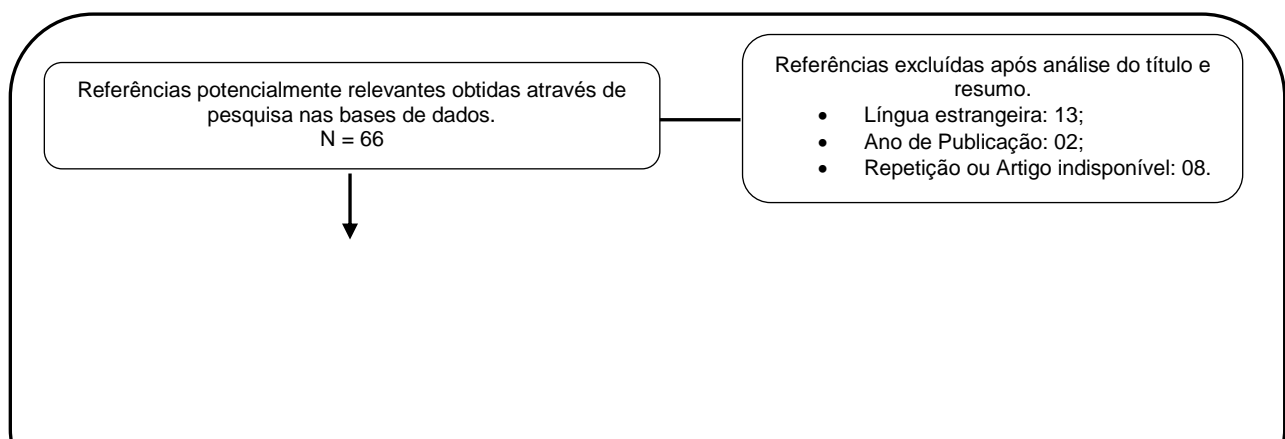 Referências potencialmente relevantes obtidas através de
pesquisa nas bases de dados.
N = 66
Referências excluídas após análise do título e
resumo.
• Língua estrangeira: 13;
• Ano de Publicação: 02;
• Repetição ou Artigo indisponível: 08.